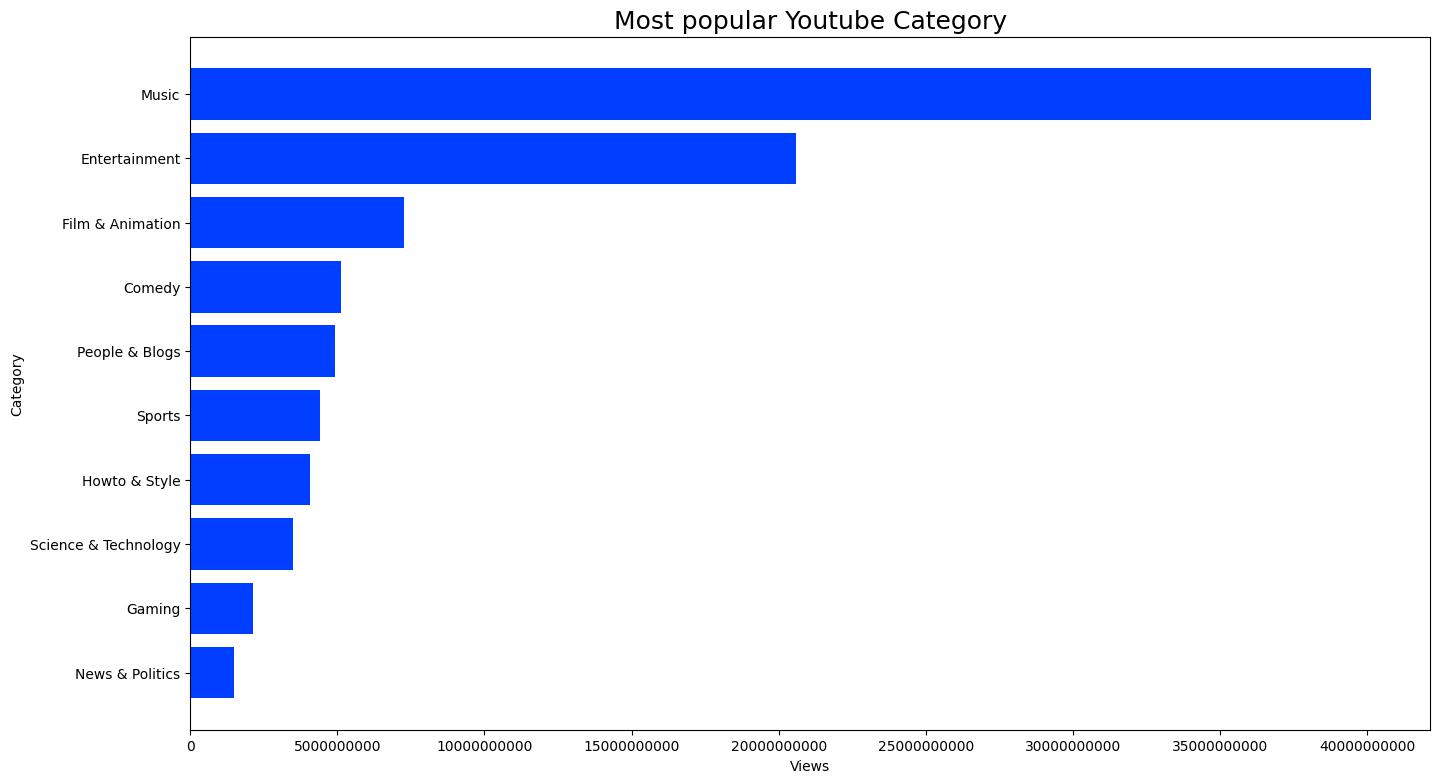 Most popular Youtube Category
Music
Entertainment
Film & Animation
Comedy
People & Blogs
Sports
Howto & Style
Science & Technology
Gaming
News & Politics
Category
0 5000000000 10000000000 15000000000 20000000000 25000000000 30000000000 35000000000 40000000000
Views